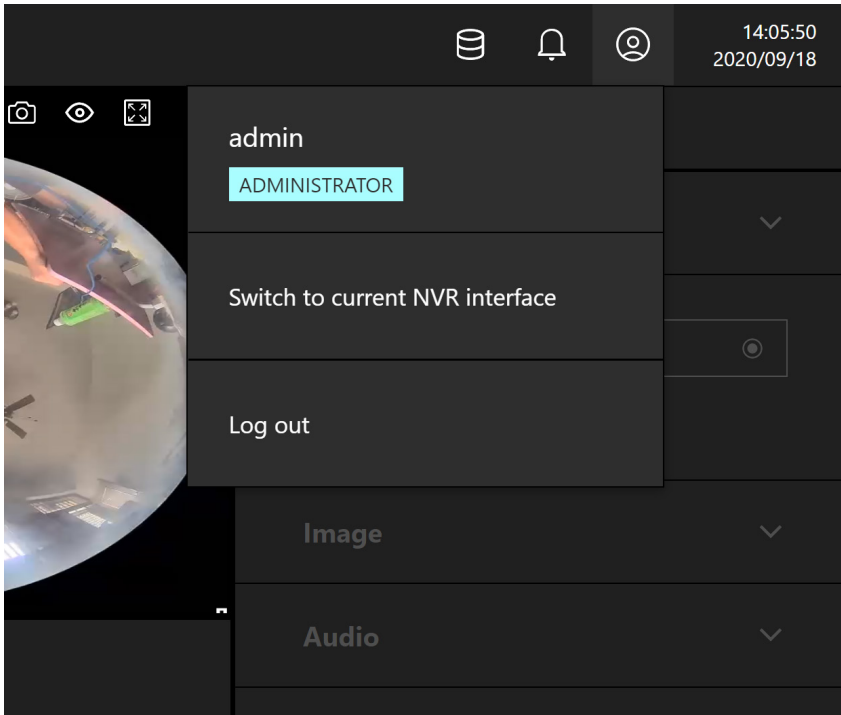 14:05:50
2020/09/18
admin
ADMINISTRATOR
Switch to current NVR interface
Log out
Image
Audio